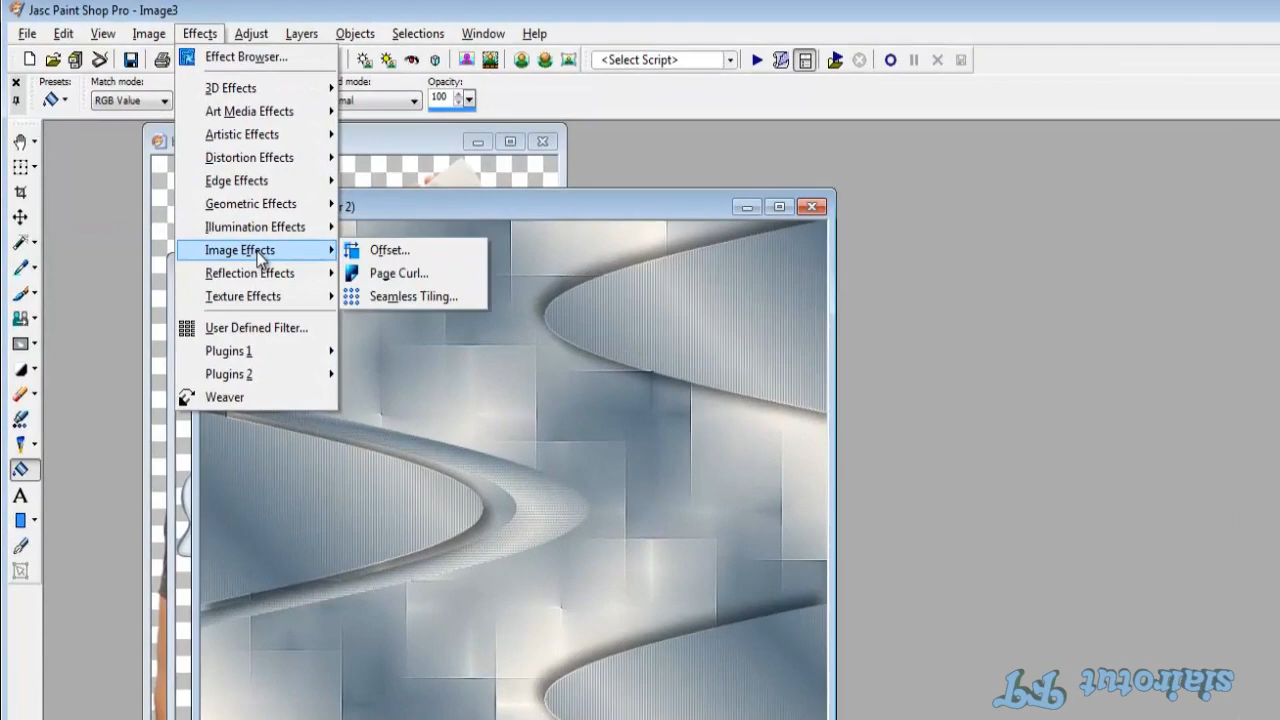 Jasc Paint Shop Pro - Image3
File Edit View Image Effects Adjust Layers Objects Selections Window Help
Effect Browser...
<Select Script>
Presets:
Match mode:
mode:
Opacity:
RGB Value
mal
100
3D Effects
Art Media Effects
Artistic Effects
Distortion Effects
Edge Effects
Geometric Effects
r 2)
Illumination Effects
Image Effects
Offset...
Reflection Effects
Page Curl...
Texture Effects
Seamless Tiling...
User Defined Filter...
Plugins 1
Plugins 2
Weaver